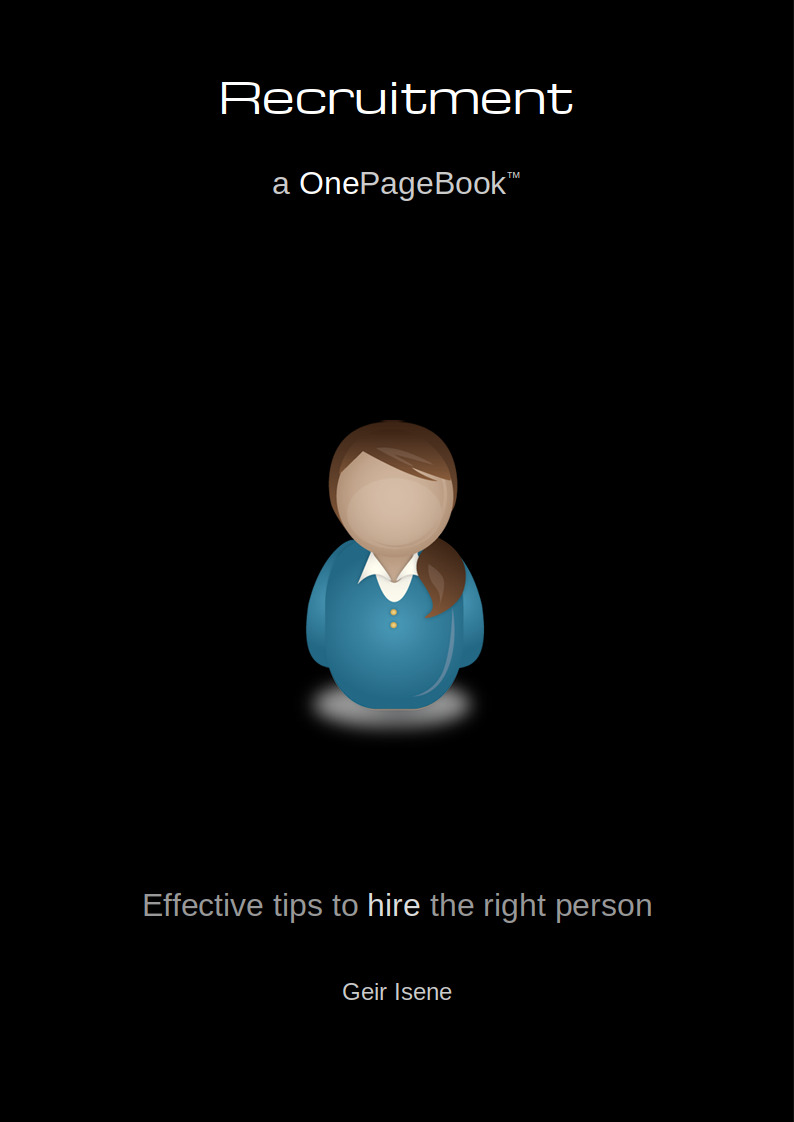 Recruitment
a OnePageBook™
Effective tips to hire the right person
Geir Isene